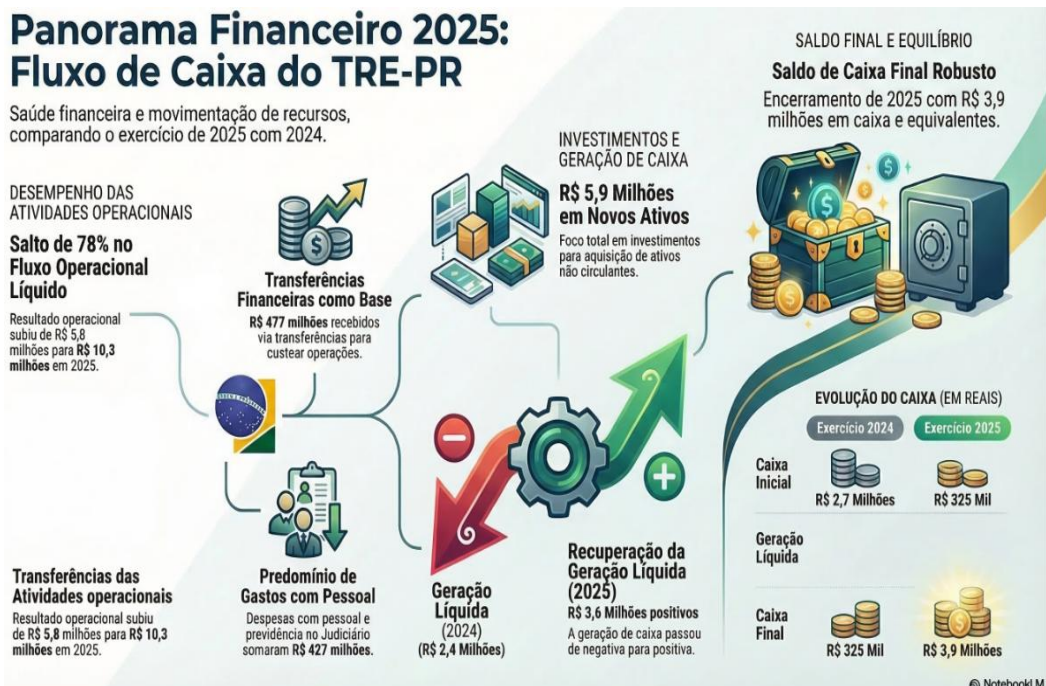 Panorama Financeiro 2025:
Fluxo de Caixa do TRE-PR
Saúde financeira e movimentação de recursos,
comparando o exercício de 2025 com 2024.
DESEMPENHO DAS
ATIVIDADES OPERACIONAIS
Salto de 78% no
Fluxo Operacional
Líquido
Resultado operacional
subiu de R$ 5,8
milhões para R$ 10,3
milhões em 2025.
Transferências
Financeiras como Base
R$ 477 milhões recebidos
via transferências para
custear operações.
INVESTIMENTOS E
GERAÇÃO DE CAIXA
R$ 5,9 Milhões
em Novos Ativos
Foco total em investimentos
para aquisição de ativos
não circulantes.
SALDO FINAL E EQUILÍBRIO
Saldo de Caixa Final Robusto
Encerramento de 2025 com R$ 3,9
milhões em caixa e equivalentes.
Transferências das
Atividades operacionais
Resultado operacional subiu
de R$ 5,8 milhões para R$ 10,3
milhões em 2025.
Predomínio de
Gastos com Pessoal
Despesas com pessoal e
previdência no Judiciário
somaram R$ 427 milhões.
Geração
Líquida
(2024)
(R$ 2,4 Milhões)
Recuperação da
Geração Líquida
(2025)
R$ 3,6 Milhões positivos
A geração de caixa passou
de negativa para positiva.
EVOLUÇÃO DO CAIXA (EM REAIS)
Exercício 2024 Exercício 2025
Caixa
Inicial
R$ 2,7 Milhões R$ 325 Mil
Geração
Líquida
Caixa
Final
R$ 325 Mil R$ 3,9 Milhões
NotebookLM